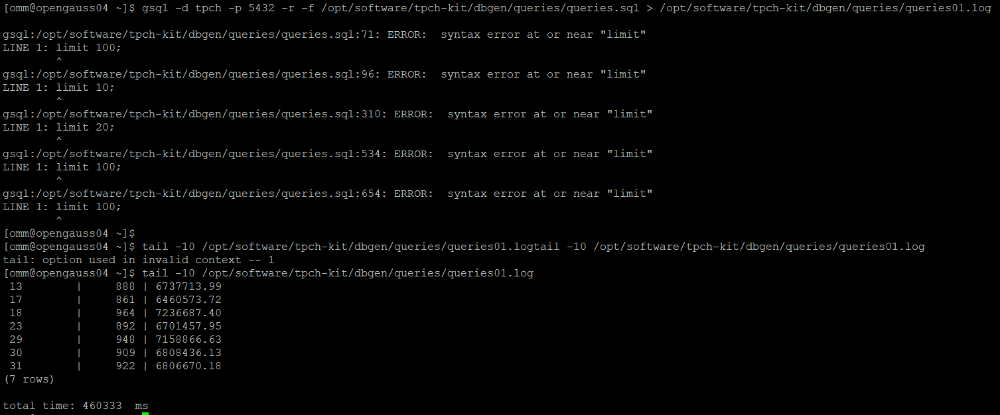 [omm@opengauss04 ~]$ gsql -d tpch -p 5432 -r -f /opt/software/tpch-kit/dbgen/queries/queries.sql > /opt/software/tpch-kit/dbgen/queries/queries01.log
gsql:/opt/software/tpch-kit/dbgen/queries/queries.sql:71: ERROR:  syntax error at or near "limit"
LINE 1: limit 100;
        ^
gsql:/opt/software/tpch-kit/dbgen/queries/queries.sql:96: ERROR:  syntax error at or near "limit"
LINE 1: limit 10;
        ^
gsql:/opt/software/tpch-kit/dbgen/queries/queries.sql:310: ERROR:  syntax error at or near "limit"
LINE 1: limit 20;
        ^
gsql:/opt/software/tpch-kit/dbgen/queries/queries.sql:534: ERROR:  syntax error at or near "limit"
LINE 1: limit 100;
        ^
gsql:/opt/software/tpch-kit/dbgen/queries/queries.sql:654: ERROR:  syntax error at or near "limit"
LINE 1: limit 100;
        ^
[omm@opengauss04 ~]$
[omm@opengauss04 ~]$ tail -10 /opt/software/tpch-kit/dbgen/queries/queries01.logtail -10 /opt/software/tpch-kit/dbgen/queries/queries01.log
tail: option used in invalid context -- 1
[omm@opengauss04 ~]$ tail -10 /opt/software/tpch-kit/dbgen/queries/queries01.log
 13        |     888 | 6737713.99
 17        |     861 | 6460573.72
 18        |     964 | 7236687.40
 23        |     892 | 6701457.95
 29        |     948 | 7158866.63
 30        |     909 | 6808436.13
 31        |     922 | 6806670.18
(7 rows)
total time: 460333  ms